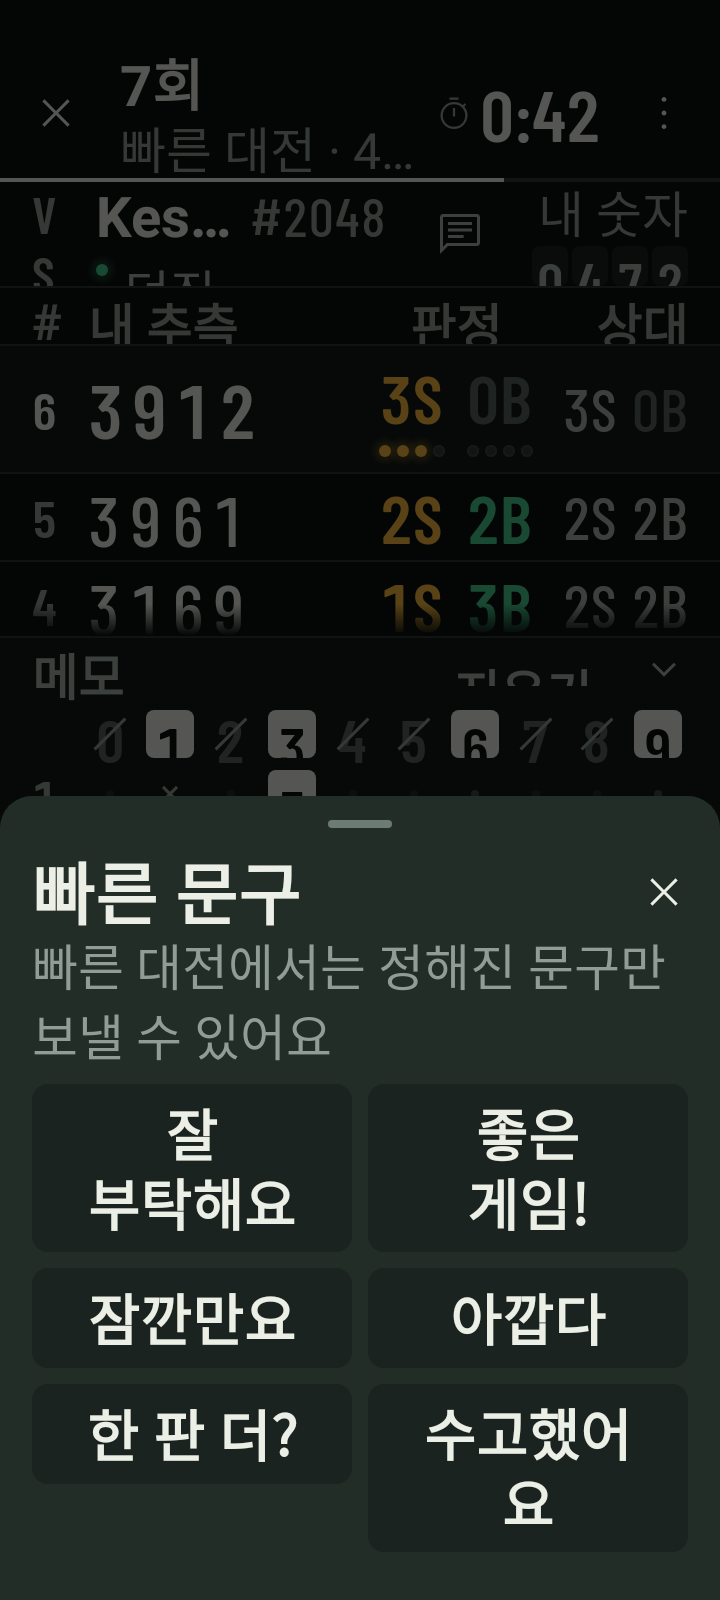 7회
빠른 대전 · 4…
0:42
VS
Kes… #2048
내 숫자
0 4 7 2
# 내 추측 판정 상대
6 3912 3S 0B 3S 0B
5 3961 2S 2B 2S 2B
4 3169 1S 3B 2S 2B
메모
0 1 2 3 4 5 6 7 8 9
빠른 문구
빠른 대전에서는 정해진 문구만
보낼 수 있어요
잘
부탁해요
좋은
게임!
잠깐만요
아깝다
한 판 더?
수고했어
요